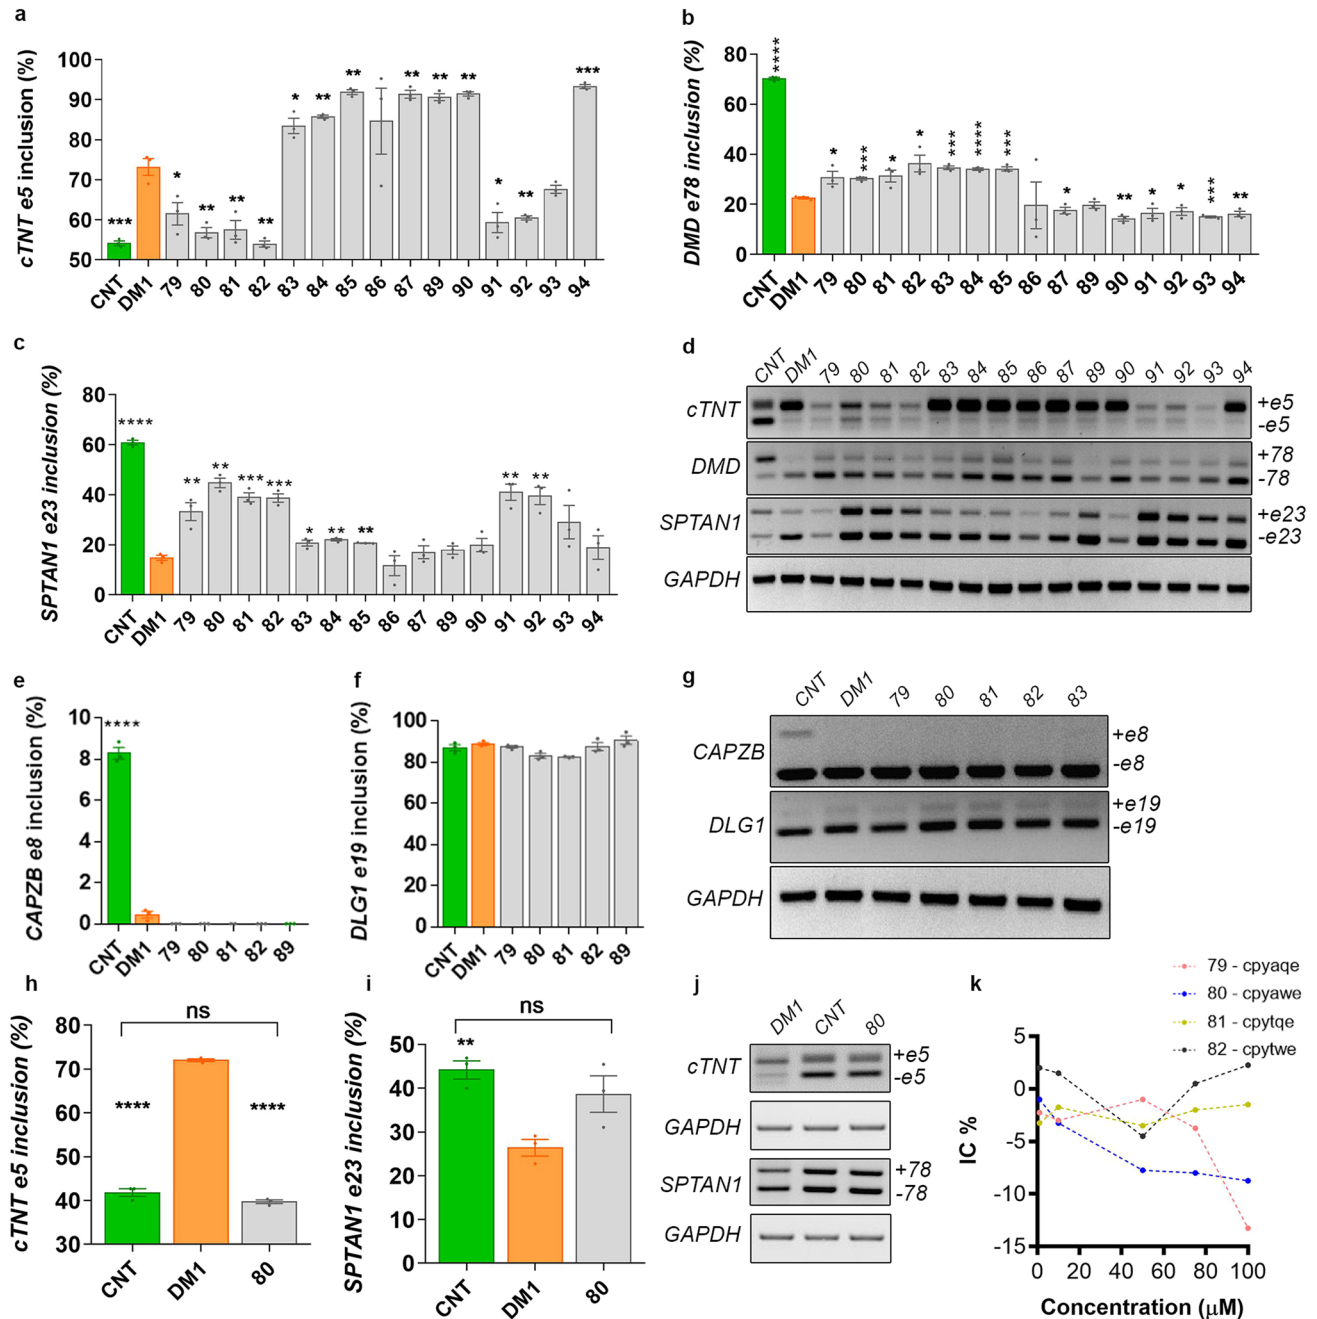 a
cTNT e5 inclusion (%)
100
90
80
70
60
50
*** * ** ** ** * ** ** ** ** ** * ** ***
CNT DM1 79 80 81 82 83 84 85 86 87 89 90 91 92 93 94
b
DMD e78 inclusion (%)
80
60
40
20
0
**** * *** * * *** **** *** * ** * * *** **
CNT DM1 79 80 81 82 83 84 85 86 87 89 90 91 92 93 94
c
SPTAN1 e23 inclusion (%)
80
60
40
20
0
**** ** ** *** *** * ** ** ** **
CNT DM1 79 80 81 82 83 84 85 86 87 89 90 91 92 93 94
d
CNT DM1 79 80 81 82 83 84 85 86 87 89 90 91 92 93 94
cTNT +e5
-e5
DMD +78
-78
SPTAN1 +e23
-e23
GAPDH
e
CAPZB e8 inclusion (%)
10
8
6
4
2
0
****
CNT DM1 79 80 81 82 89
f
DLG1 e19 inclusion (%)
100
80
60
40
20
0
CNT DM1 79 80 81 82 89
g
CNT DM1 79 80 81 82 83
CAPZB +e8
-e8
DLG1 +e19
-e19
GAPDH
h
cTNT e5 inclusion (%)
80
70
60
50
40
30
ns
**** ****
CNT DM1 80
i
SPTAN1 e23 inclusion (%)
50
40
30
20
10
0
ns
**
CNT DM1 80
j
DM1 CNT 80
cTNT +e5
-e5
GAPDH
SPTAN1 +78
-78
GAPDH
k
79 - cpyaqe
80 - cpyawe
81 - cpytqe
82 - cpytwe
IC %
5
0
-5
-10
-15
0 20 40 60 80 100
Concentration (µM)